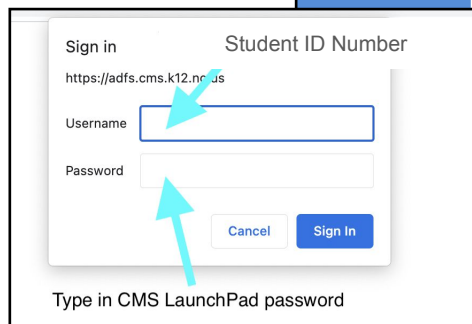 Sign in
Student ID Number
https://adfs.cms.k12.nc.us
Username
Password
Cancel
Sign In
Type in CMS LaunchPad password